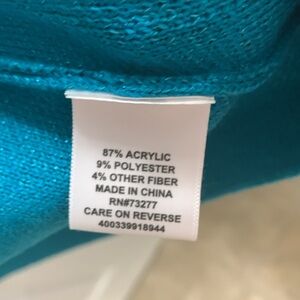 87% ACRYLIC
9% POLYESTER
4% OTHER FIBER
MADE IN CHINA
RN#73277
CARE ON REVERSE
400339918944